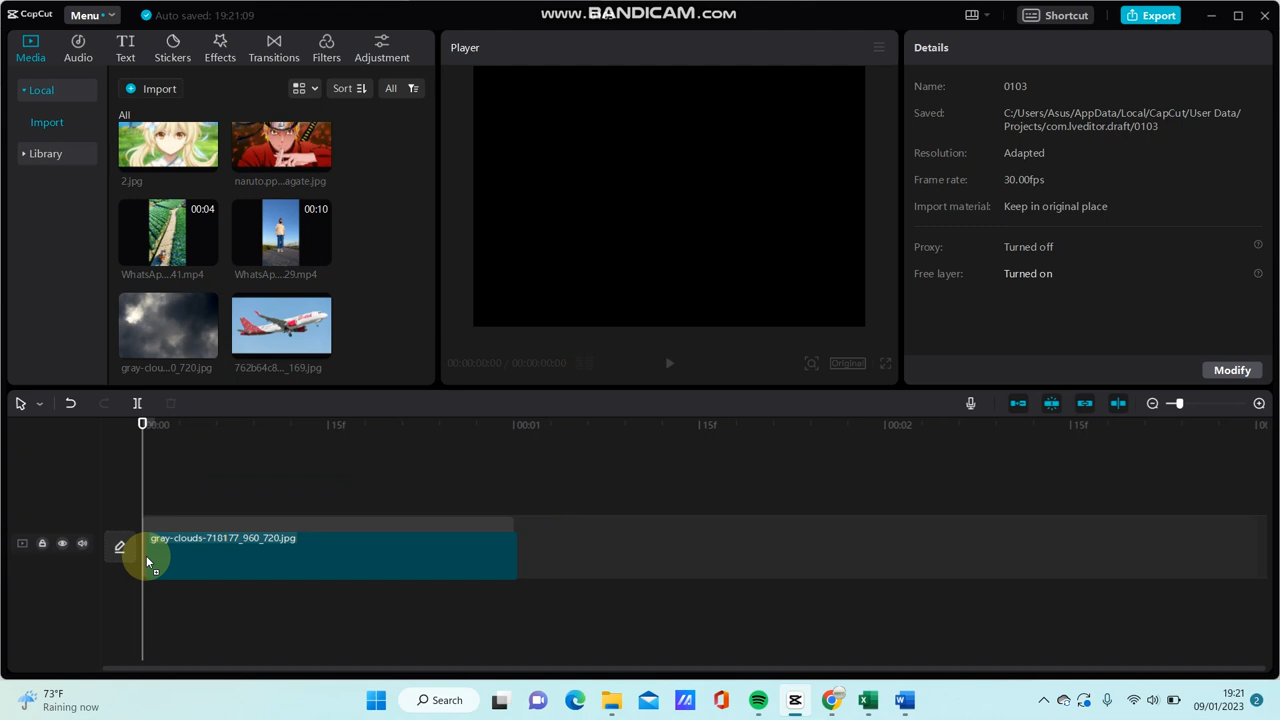 CapCut
Menu
Auto saved: 19:21:09
www.BANDICAM.com
Shortcut
Export
Media
Audio
Text
Stickers
Effects
Transitions
Filters
Adjustment
Local
Import
Library
Import
Sort
All
All
2.jpg
naruto.pp...agate.jpg
00:04
00:10
WhatsAp....41.mp4
WhatsAp....29.mp4
gray-clou...0_720.jpg
762b64c8..._169.jpg
Player
00:00:00:00 / 00:00:00:00
Original
Details
Name: 0103
Saved: C:/Users/Asus/AppData/Local/CapCut/User Data/
Projects/com.lveditor.draft/0103
Resolution: Adapted
Frame rate: 30.00fps
Import material: Keep in original place
Proxy: Turned off
Free layer: Turned on
Modify
15f
00:01
15f
00:02
15f
gray-clouds-718177_960_720.jpg
73°F
Raining now
Search
19:21
09/01/2023
2